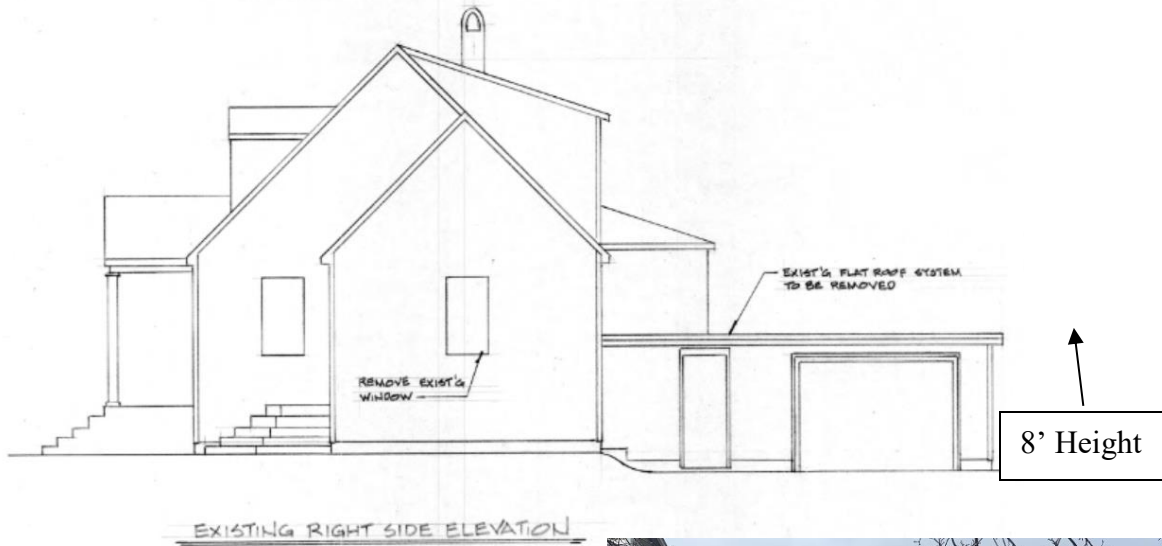 EXIST'G FLAT ROOF SYSTEM
TO BE REMOVED
REMOVE EXIST'G
WINDOW
8’ Height
EXISTING RIGHT SIDE ELEVATION